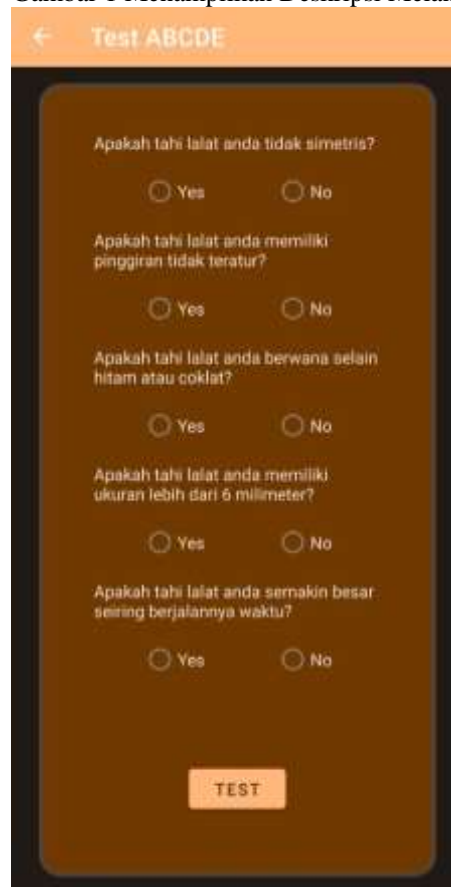 Test ABCDE
Apakah tahi lalat anda tidak simetris?
Yes No
Apakah tahi lalat anda memiliki
pinggiran tidak teratur?
Yes No
Apakah tahi lalat anda berwana selain
hitam atau coklat?
Yes No
Apakah tahi lalat anda memiliki
ukuran lebih dari 6 milimeter?
Yes No
Apakah tahi lalat anda semakin besar
seiring berjalannya waktu?
Yes No
TEST